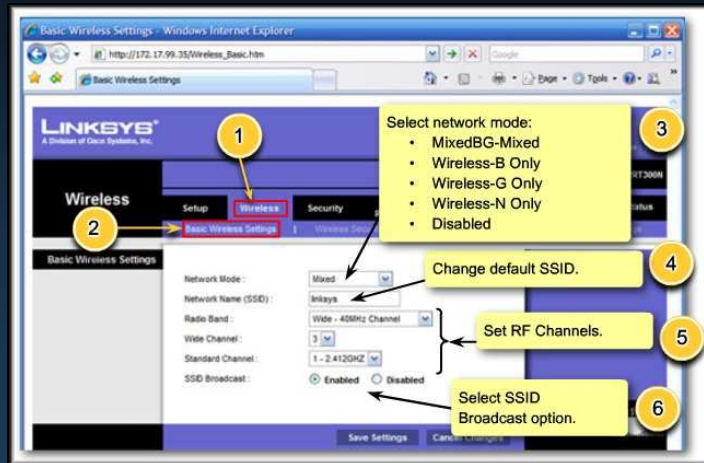 Basic Wireless Settings - Windows Internet Explorer
http://172.17.99.35/Wireless_Basic.htm
Google
Basic Wireless Settings
Page
Tools
LINKSYS®
A Division of Cisco Systems, Inc.
1
Select network mode:
• MixedBG-Mixed
• Wireless-B Only
• Wireless-G Only
• Wireless-N Only
• Disabled
3
RT300N
Wireless
Setup
Wireless
Security
2
Basic Wireless Settings
Basic Wireless Settings
Change default SSID.
4
Network Mode :
Mixed
Network Name (SSID) :
linksys
Radio Band :
Wide - 40MHz Channel
Wide Channel :
3
Standard Channel :
1 - 2.412GHZ
SSID Broadcast :
Enabled
Disabled
Set RF Channels.
5
Select SSID
Broadcast option.
6
Save Settings
Cancel Changes